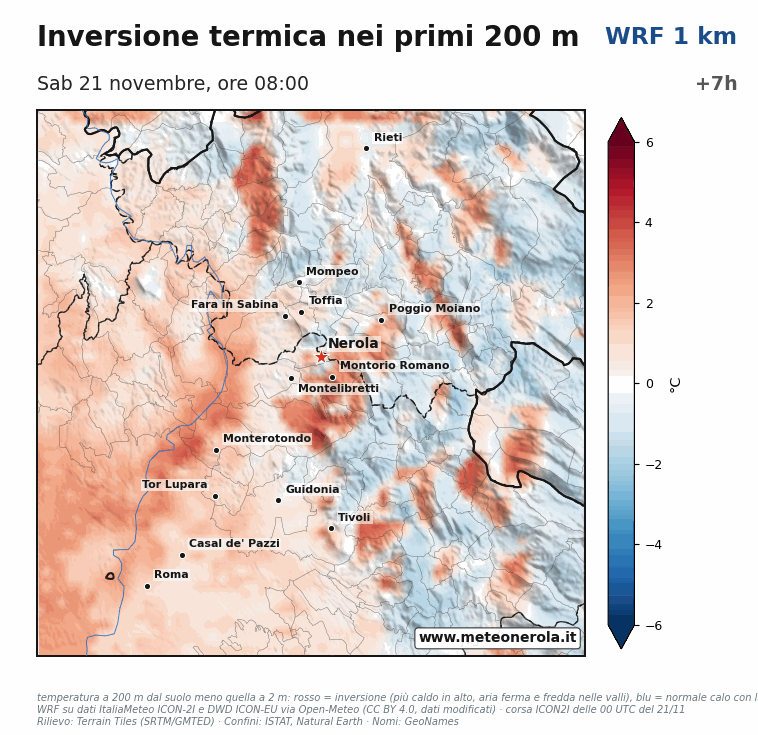 Inversione termica nei primi 200 m
WRF 1 km
Sab 21 novembre, ore 08:00
+7h
Rieti
Mompeo
Fara in Sabina
Toffia
Poggio Moiano
Nerola
Montorio Romano
Montelibretti
Monterotondo
Tor Lupara
Guidonia
Tivoli
Casal de' Pazzi
Roma
www.meteonerola.it
6
4
2
0
−2
−4
−6
°C
temperatura a 200 m dal suolo meno quella a 2 m: rosso = inversione (più caldo in alto, aria ferma e fredda nelle valli), blu = normale calo con l
WRF su dati ItaliaMeteo ICON-2I e DWD ICON-EU via Open-Meteo (CC BY 4.0, dati modificati) · corsa ICON2I delle 00 UTC del 21/11
Rilievo: Terrain Tiles (SRTM/GMTED) · Confini: ISTAT, Natural Earth · Nomi: GeoNames